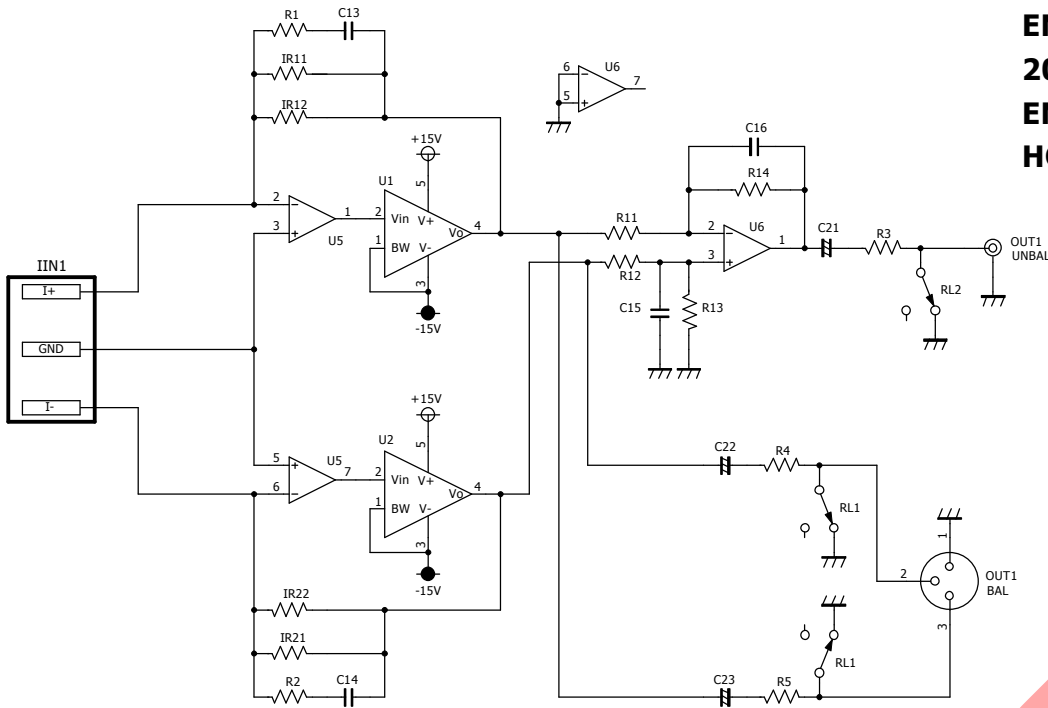 R1
C13
IR11
IR12
6
5
U6
7
+15V
5
U1
2
Vin
V+
1
BW
V-
Vo
4
3
-15V
2
3
1
U5
IIN1
I+
GND
I-
C16
R14
R11
R12
2
3
U6
1
C21
R3
OUT1
UNBAL
RL2
C15
R13
+15V
5
U2
5
6
U5
7
2
Vin
V+
1
BW
V-
Vo
4
3
-15V
C22
R4
RL1
1
2
OUT1
BAL
3
RL1
C23
R5
IR22
IR21
R2
C14